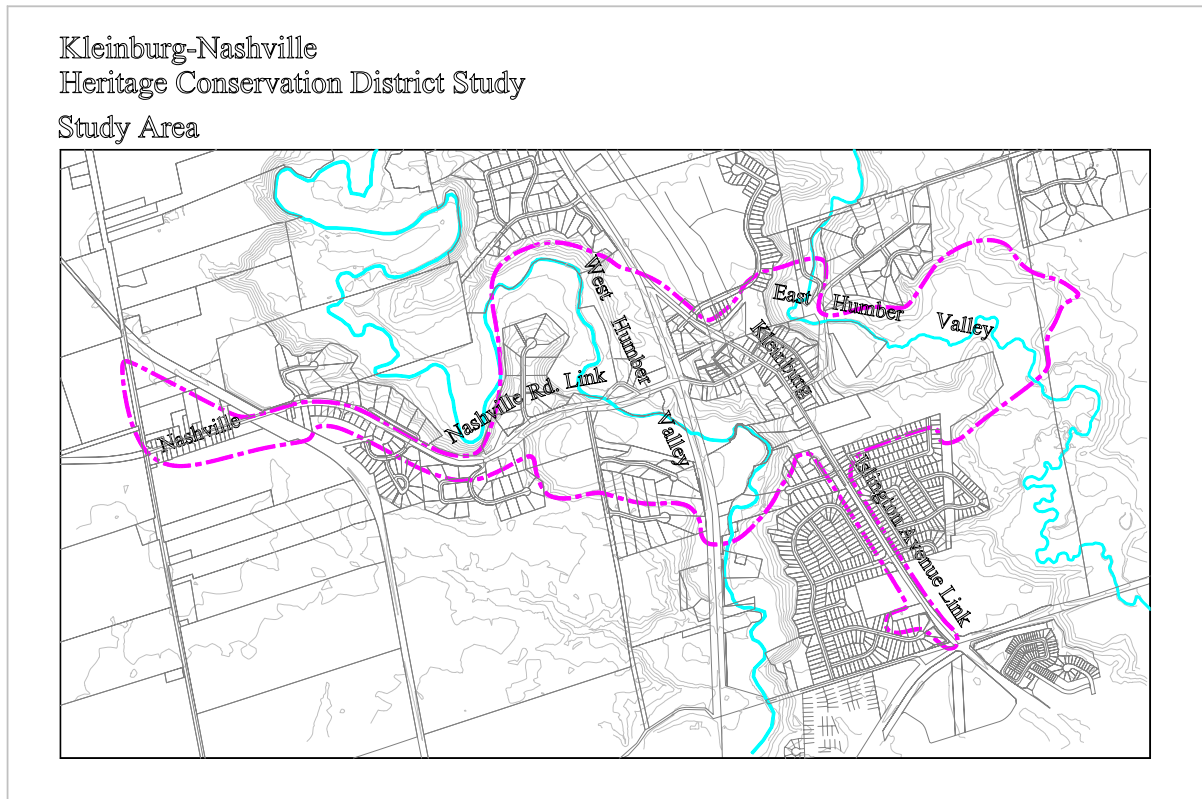 Kleinburg-Nashville
Heritage Conservation District Study
Study Area
West
Humber
Valley
East
Humber
Valley
Kleinburg
Nashville Rd. Link
Nashville
Islington Avenue Link